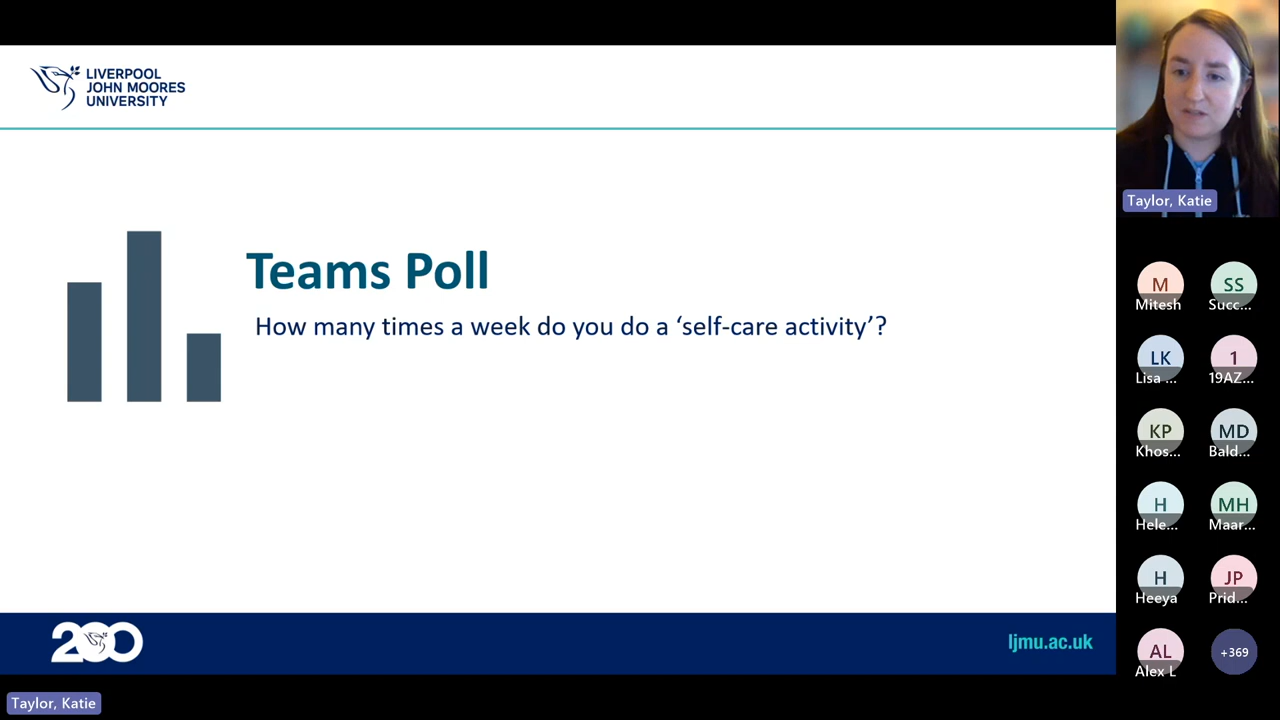 LIVERPOOL
JOHN MOORES
UNIVERSITY
Teams Poll
How many times a week do you do a ‘self-care activity’?
200
ljmu.ac.uk
Taylor, Katie
Taylor, Katie
M
Mitesh
SS
Succ...
LK
Lisa ...
1
19AZ...
KP
Khos...
MD
Bald...
H
Hele...
MH
Maar...
H
Heeya
JP
Prid...
AL
Alex L
+369